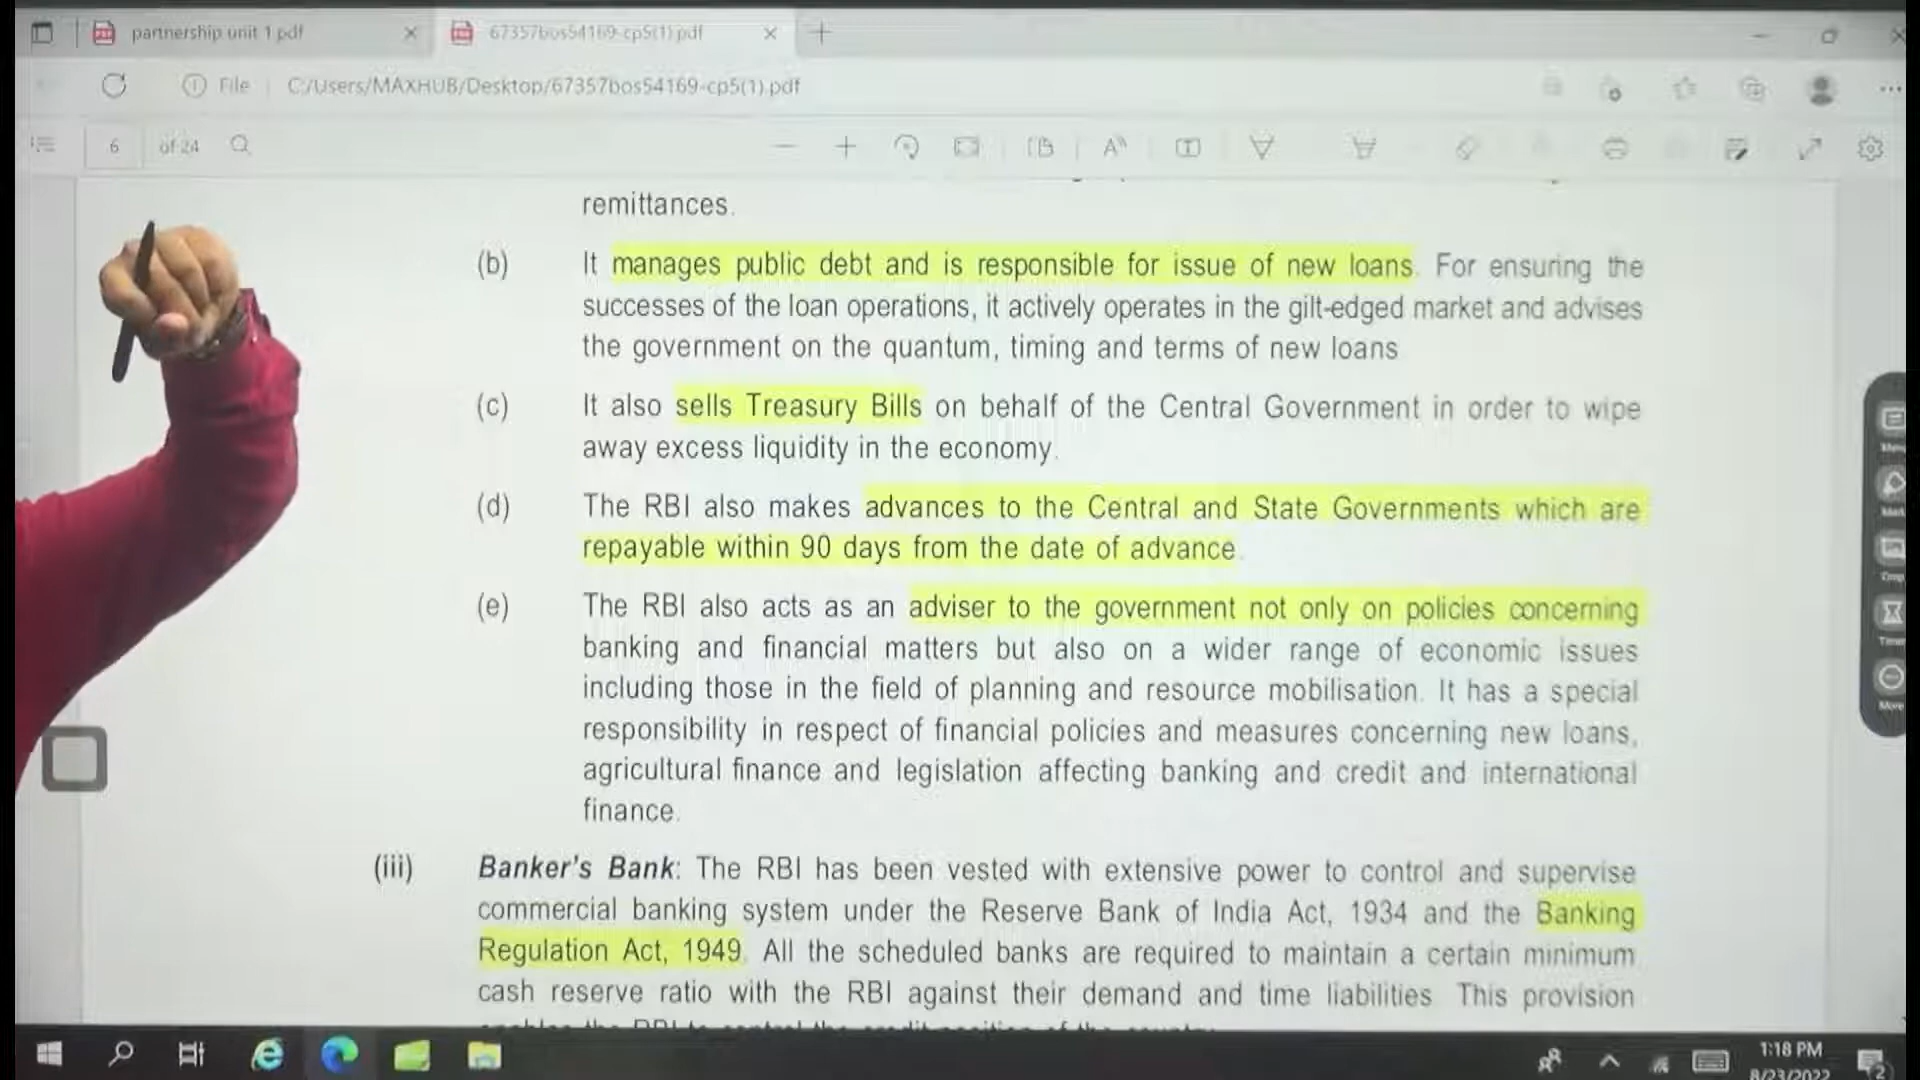 partnership unit 1.pdf
67357bos54169-cp5(1).pdf
File C:/Users/MAXHUB/Desktop/67357bos54169-cp5(1).pdf
6 of 24
remittances.
(b) It manages public debt and is responsible for issue of new loans. For ensuring the
successes of the loan operations, it actively operates in the gilt-edged market and advises
the government on the quantum, timing and terms of new loans
(c) It also sells Treasury Bills on behalf of the Central Government in order to wipe
away excess liquidity in the economy.
(d) The RBI also makes advances to the Central and State Governments which are
repayable within 90 days from the date of advance.
(e) The RBI also acts as an adviser to the government not only on policies concerning
banking and financial matters but also on a wider range of economic issues
including those in the field of planning and resource mobilisation. It has a special
responsibility in respect of financial policies and measures concerning new loans,
agricultural finance and legislation affecting banking and credit and international
finance.
(iii) Banker's Bank: The RBI has been vested with extensive power to control and supervise
commercial banking system under the Reserve Bank of India Act, 1934 and the Banking
Regulation Act, 1949. All the scheduled banks are required to maintain a certain minimum
cash reserve ratio with the RBI against their demand and time liabilities. This provision
More
1:18 PM
8/23/2022
2